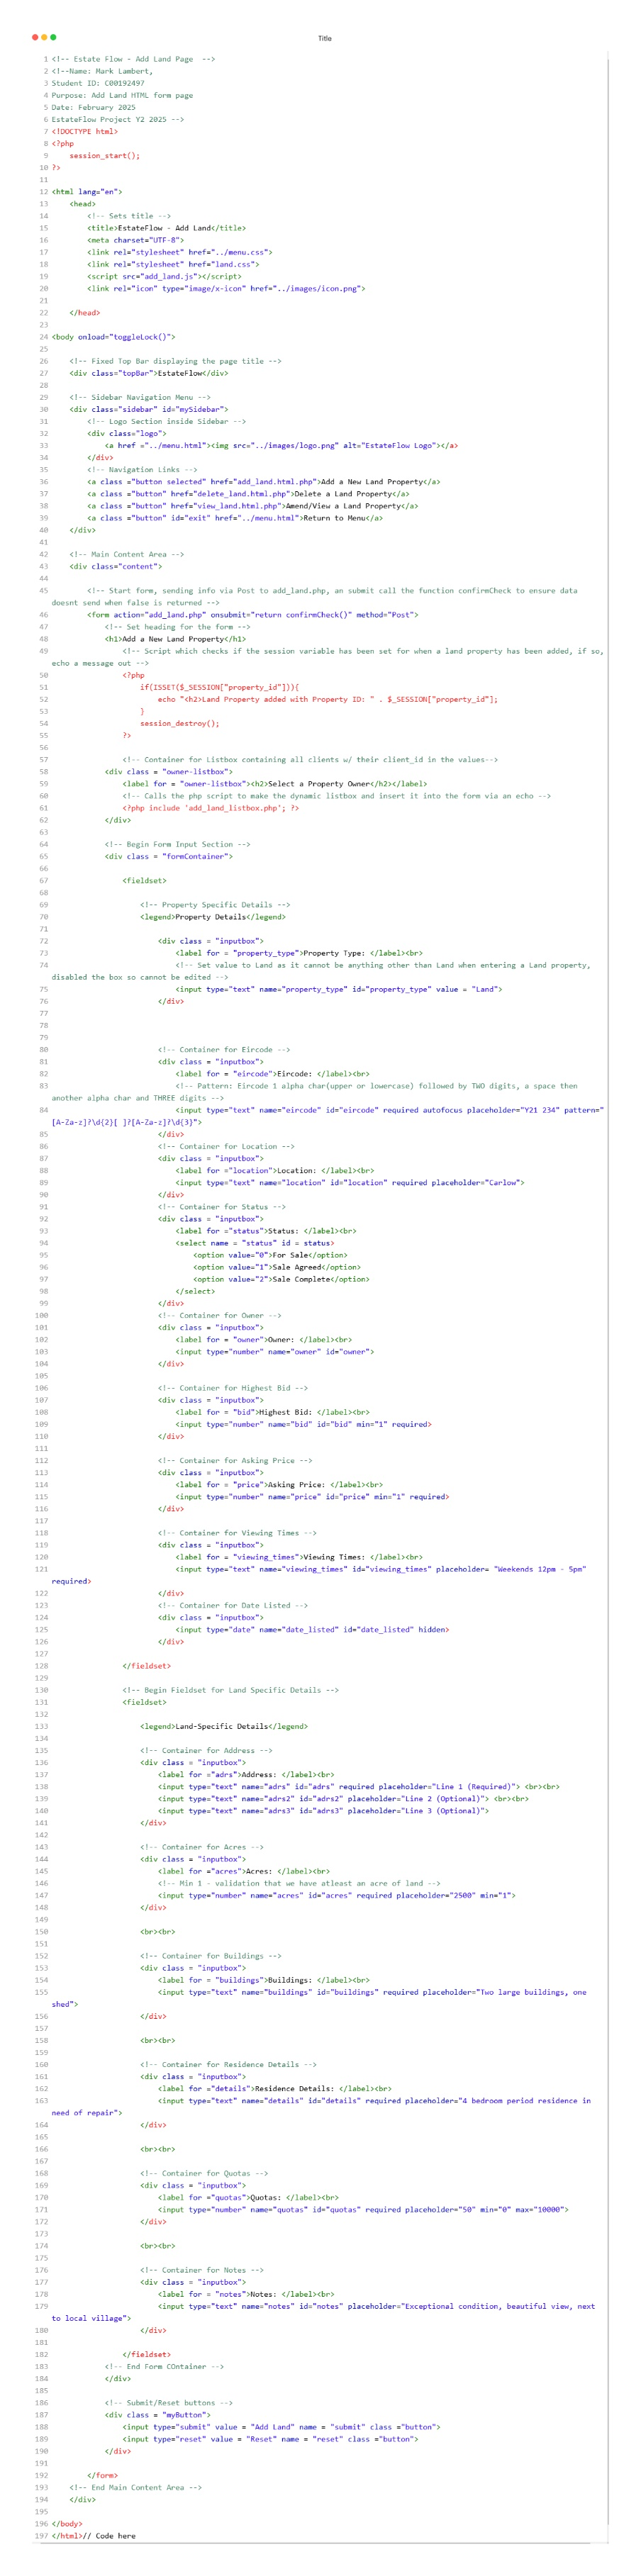 Title
1 <!-- Estate Flow - Add Land Page  -->
2 <!--Name: Mark Lambert,
3 Student ID: C00192497
4 Purpose: Add Land HTML form page
5 Date: February 2025
6 EstateFlow Project Y2 2025 -->
7 <!DOCTYPE html>
8 <?php
9     session_start();
10 ?>
11
12 <html lang="en">
13     <head>
14         <!-- Sets title -->
15         <title>EstateFlow - Add Land</title>
16         <meta charset="UTF-8">
17         <link rel="stylesheet" href="../menu.css">
18         <link rel="stylesheet" href="land.css">
19         <script src="add_land.js"></script>
20         <link rel="icon" type="image/x-icon" href="../images/icon.png">
21
22     </head>
23
24 <body onload="toggleLock()">
25
26     <!-- Fixed Top Bar displaying the page title -->
27     <div class="topBar">EstateFlow</div>
28
29     <!-- Sidebar Navigation Menu -->
30     <div class="sidebar" id="mySidebar">
31         <!-- Logo Section inside Sidebar -->
32         <div class="logo">
33             <a href ="../menu.html"><img src="../images/logo.png" alt="EstateFlow Logo"></a>
34         </div>
35         <!-- Navigation Links -->
36         <a class ="button selected" href="add_land.html.php">Add a New Land Property</a>
37         <a class ="button" href="delete_land.html.php">Delete a Land Property</a>
38         <a class ="button" href="view_land.html.php">Amend/View a Land Property</a>
39         <a class ="button" id="exit" href="../menu.html">Return to Menu</a>
40     </div>
41
42     <!-- Main Content Area -->
43     <div class="content">
44
45         <!-- Start form, sending info via Post to add_land.php, an submit call the function confirmCheck to ensure data
doesnt send when false is returned -->
46         <form action="add_land.php" onsubmit="return confirmCheck()" method="Post">
47             <!-- Set heading for the form -->
48             <h1>Add a New Land Property</h1>
49                 <!-- Script which checks if the session variable has been set for when a land property has been added, if so,
echo a message out -->
50                 <?php
51                     if(ISSET($_SESSION["property_id"])){
52                         echo "<h2>Land Property added with Property ID: " . $_SESSION["property_id"];
53                     }
54                     session_destroy();
55                 ?>
56
57                 <!-- Container for Listbox containing all clients w/ their client_id in the values-->
58             <div class = "owner-listbox">
59                 <label for = "owner-listbox"><h2>Select a Property Owner</h2></label>
60                 <!-- Calls the php script to make the dynamic listbox and insert it into the form via an echo -->
61                 <?php include 'add_land_listbox.php'; ?>
62             </div>
63
64             <!-- Begin Form Input Section -->
65             <div class = "formContainer">
66
67                 <fieldset>
68
69                     <!-- Property Specific Details -->
70                     <legend>Property Details</legend>
71
72                         <div class = "inputbox">
73                             <label for = "property_type">Property Type: </label><br>
74                             <!-- Set value to Land as it cannot be anything other than Land when entering a Land property,
disabled the box so cannot be edited -->
75                             <input type="text" name="property_type" id="property_type" value = "Land">
76                         </div>
77
78
79
80                         <!-- Container for Eircode -->
81                         <div class = "inputbox">
82                             <label for = "eircode">Eircode: </label><br>
83                             <!-- Pattern: Eircode 1 alpha char(upper or lowercase) followed by TWO digits, a space then
another alpha char and THREE digits -->
84                             <input type="text" name="eircode" id="eircode" required autofocus placeholder="Y21 234" pattern="
[A-Za-z]?\d{2}[ ]?[A-Za-z]?\d{3}">
85                         </div>
86                         <!-- Container for Location -->
87                         <div class = "inputbox">
88                             <label for ="location">Location: </label><br>
89                             <input type="text" name="location" id="location" required placeholder="Carlow">
90                         </div>
91                         <!-- Container for Status -->
92                         <div class = "inputbox">
93                             <label for ="status">Status: </label><br>
94                             <select name = "status" id = status>
95                                 <option value="0">For Sale</option>
96                                 <option value="1">Sale Agreed</option>
97                                 <option value="2">Sale Complete</option>
98                             </select>
99                         </div>
100                         <!-- Container for Owner -->
101                         <div class = "inputbox">
102                             <label for = "owner">Owner: </label><br>
103                             <input type="number" name="owner" id="owner">
104                         </div>
105
106                         <!-- Container for Highest Bid -->
107                         <div class = "inputbox">
108                             <label for = "bid">Highest Bid: </label><br>
109                             <input type="number" name="bid" id="bid" min="1" required>
110                         </div>
111
112                         <!-- Container for Asking Price -->
113                         <div class = "inputbox">
114                             <label for = "price">Asking Price: </label><br>
115                             <input type="number" name="price" id="price" min="1" required>
116                         </div>
117
118                         <!-- Container for Viewing Times -->
119                         <div class = "inputbox">
120                             <label for = "viewing_times">Viewing Times: </label><br>
121                             <input type="text" name="viewing_times" id="viewing_times" placeholder= "Weekends 12pm - 5pm"
required>
122                         </div>
123                         <!-- Container for Date Listed -->
124                         <div class = "inputbox">
125                             <input type="date" name="date_listed" id="date_listed" hidden>
126                         </div>
127
128                 </fieldset>
129
130                 <!-- Begin Fieldset for Land Specific Details -->
131                 <fieldset>
132
133                     <legend>Land-Specific Details</legend>
134
135                     <!-- Container for Address -->
136                     <div class = "inputbox">
137                         <label for ="adrs">Address: </label><br>
138                         <input type="text" name="adrs" id="adrs" required placeholder="Line 1 (Required)"> <br><br>
139                         <input type="text" name="adrs2" id="adrs2" placeholder="Line 2 (Optional)"> <br><br>
140                         <input type="text" name="adrs3" id="adrs3" placeholder="Line 3 (Optional)">
141                     </div>
142
143                     <!-- Container for Acres -->
144                     <div class = "inputbox">
145                         <label for ="acres">Acres: </label><br>
146                         <!-- Min 1 - validation that we have atleast an acre of land -->
147                         <input type="number" name="acres" id="acres" required placeholder="2500" min="1">
148                     </div>
149
150                     <br><br>
151
152                     <!-- Container for Buildings -->
153                     <div class = "inputbox">
154                         <label for = "buildings">Buildings: </label><br>
155                         <input type="text" name="buildings" id="buildings" required placeholder="Two large buildings, one
shed">
156                     </div>
157
158                     <br><br>
159
160                     <!-- Container for Residence Details -->
161                     <div class = "inputbox">
162                         <label for ="details">Residence Details: </label><br>
163                         <input type="text" name="details" id="details" required placeholder="4 bedroom period residence in
need of repair">
164                     </div>
165
166                     <br><br>
167
168                     <!-- Container for Quotas -->
169                     <div class = "inputbox">
170                         <label for ="quotas">Quotas: </label><br>
171                         <input type="number" name="quotas" id="quotas" required placeholder="50" min="0" max="10000">
172                     </div>
173
174                     <br><br>
175
176                     <!-- Container for Notes -->
177                     <div class = "inputbox">
178                         <label for = "notes">Notes: </label><br>
179                         <input type="text" name="notes" id="notes" placeholder="Exceptional condition, beautiful view, next
to local village">
180                     </div>
181
182                 </fieldset>
183             <!-- End Form COntainer -->
184             </div>
185
186             <!-- Submit/Reset buttons -->
187             <div class = "myButton">
188                 <input type="submit" value = "Add Land" name = "submit" class ="button">
189                 <input type="reset" value = "Reset" name = "reset" class ="button">
190             </div>
191
192         </form>
193     <!-- End Main Content Area -->
194     </div>
195
196 </body>
197 </html>// Code here